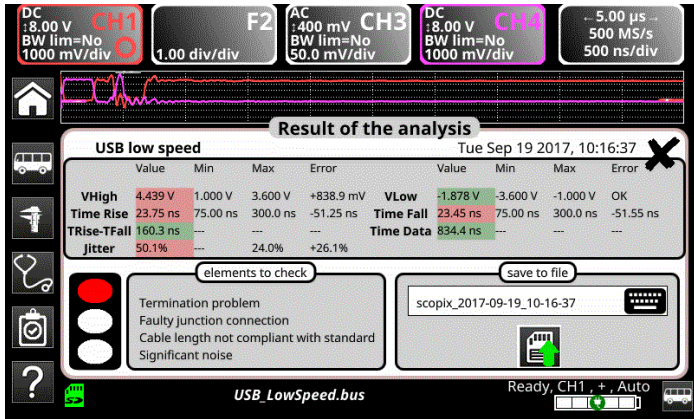 DC
↕8.00 V CH1
BW lim=No
1000 mV/div
F2
1.00 div/div
AC
↕400 mV CH3
BW lim=No
50.0 mV/div
DC
↕8.00 V CH4
BW lim=No
1000 mV/div
←5.00 µs→
500 MS/s
500 ns/div
Result of the analysis
USB low speed Tue Sep 19 2017, 10:16:37
Value Min Max Error Value Min Max Error
VHigh 4.439 V 1.000 V 3.600 V +838.9 mV VLow -1.878 V -3.600 V -1.000 V OK
Time Rise 23.75 ns 75.00 ns 300.0 ns -51.25 ns Time Fall 23.45 ns 75.00 ns 300.0 ns -51.55 ns
TRise-TFall 160.3 ns --- --- --- Time Data 834.4 ns --- --- ---
Jitter 50.1% --- 24.0% +26.1%
elements to check
Termination problem
Faulty junction connection
Cable length not compliant with standard
Significant noise
save to file
scopix_2017-09-19_10-16-37
?
USB_LowSpeed.bus
Ready, CH1 , + , Auto